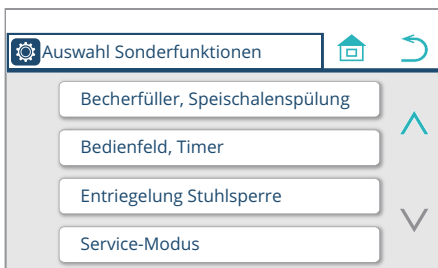 Auswahl Sonderfunktionen
Becherfüller, Speischalenspülung
Bedienfeld, Timer
Entriegelung Stuhlsperre
Service-Modus